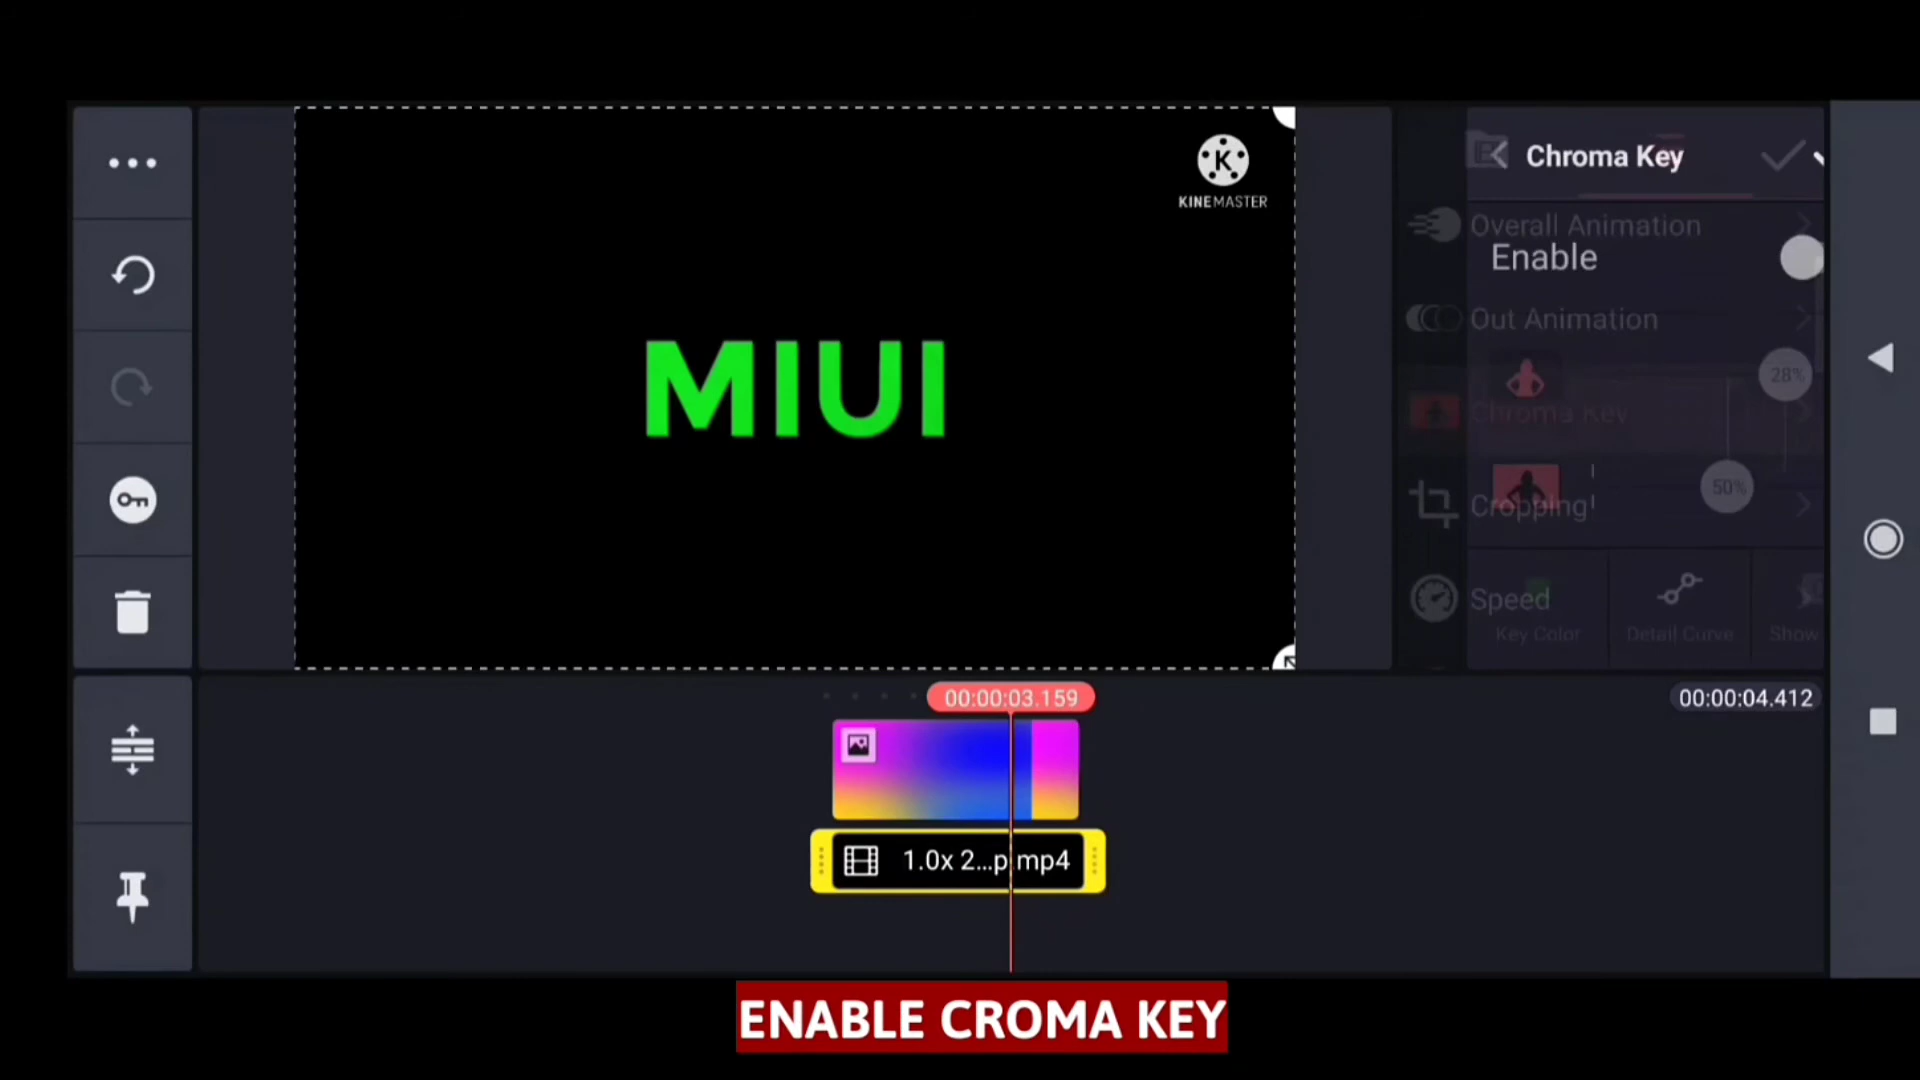 Chroma Key
KINEMASTER
Overall Animation
Enable
Out Animation
28%
Chroma Key
MIUI
50%
Cropping
Speed
Key Color
Detail Curve
Show
00:00:03.159
00:00:04.412
1.0x 2...p mp4
ENABLE CROMA KEY